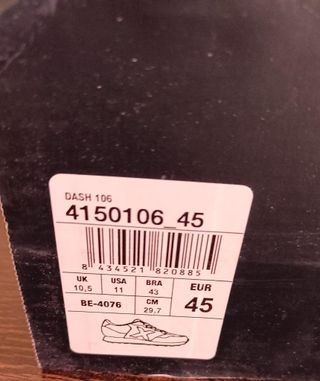 DASH 106
4150106_45
8 434521 820885
UK USA BRA EUR
10,5 11 43
BE-4076 CM 45
29.7